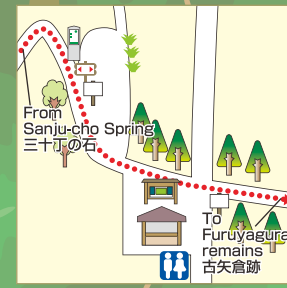 From
Sanju-cho Spring
三十丁の石
To
Furuyagura
remains
古矢倉跡